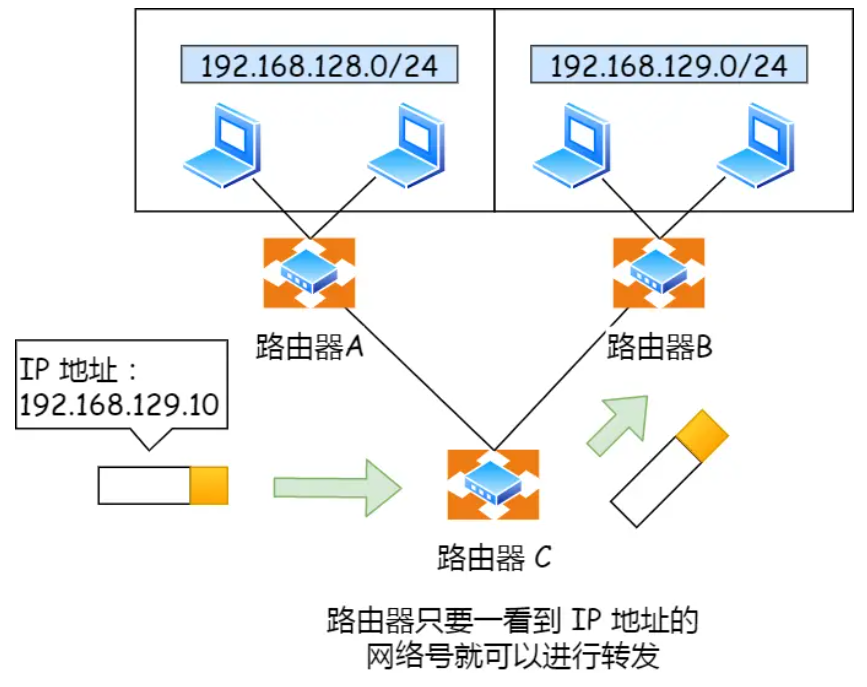 192.168.128.0/24
192.168.129.0/24
路由器A
路由器B
IP 地址：
192.168.129.10
路由器 C
路由器只要一看到 IP 地址的
网络号就可以进行转发